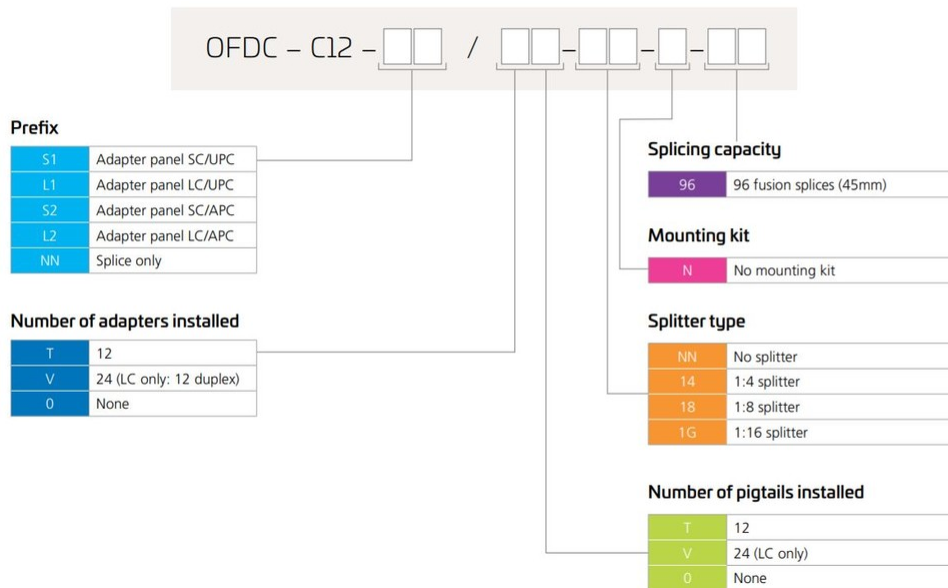 OFDC – C12 – / – – –
Prefix
S1 Adapter panel SC/UPC
L1 Adapter panel LC/UPC
S2 Adapter panel SC/APC
L2 Adapter panel LC/APC
NN Splice only
Number of adapters installed
T 12
V 24 (LC only: 12 duplex)
0 None
Splicing capacity
96 96 fusion splices (45mm)
Mounting kit
N No mounting kit
Splitter type
NN No splitter
14 1:4 splitter
18 1:8 splitter
1G 1:16 splitter
Number of pigtails installed
T 12
V 24 (LC only)
0 None